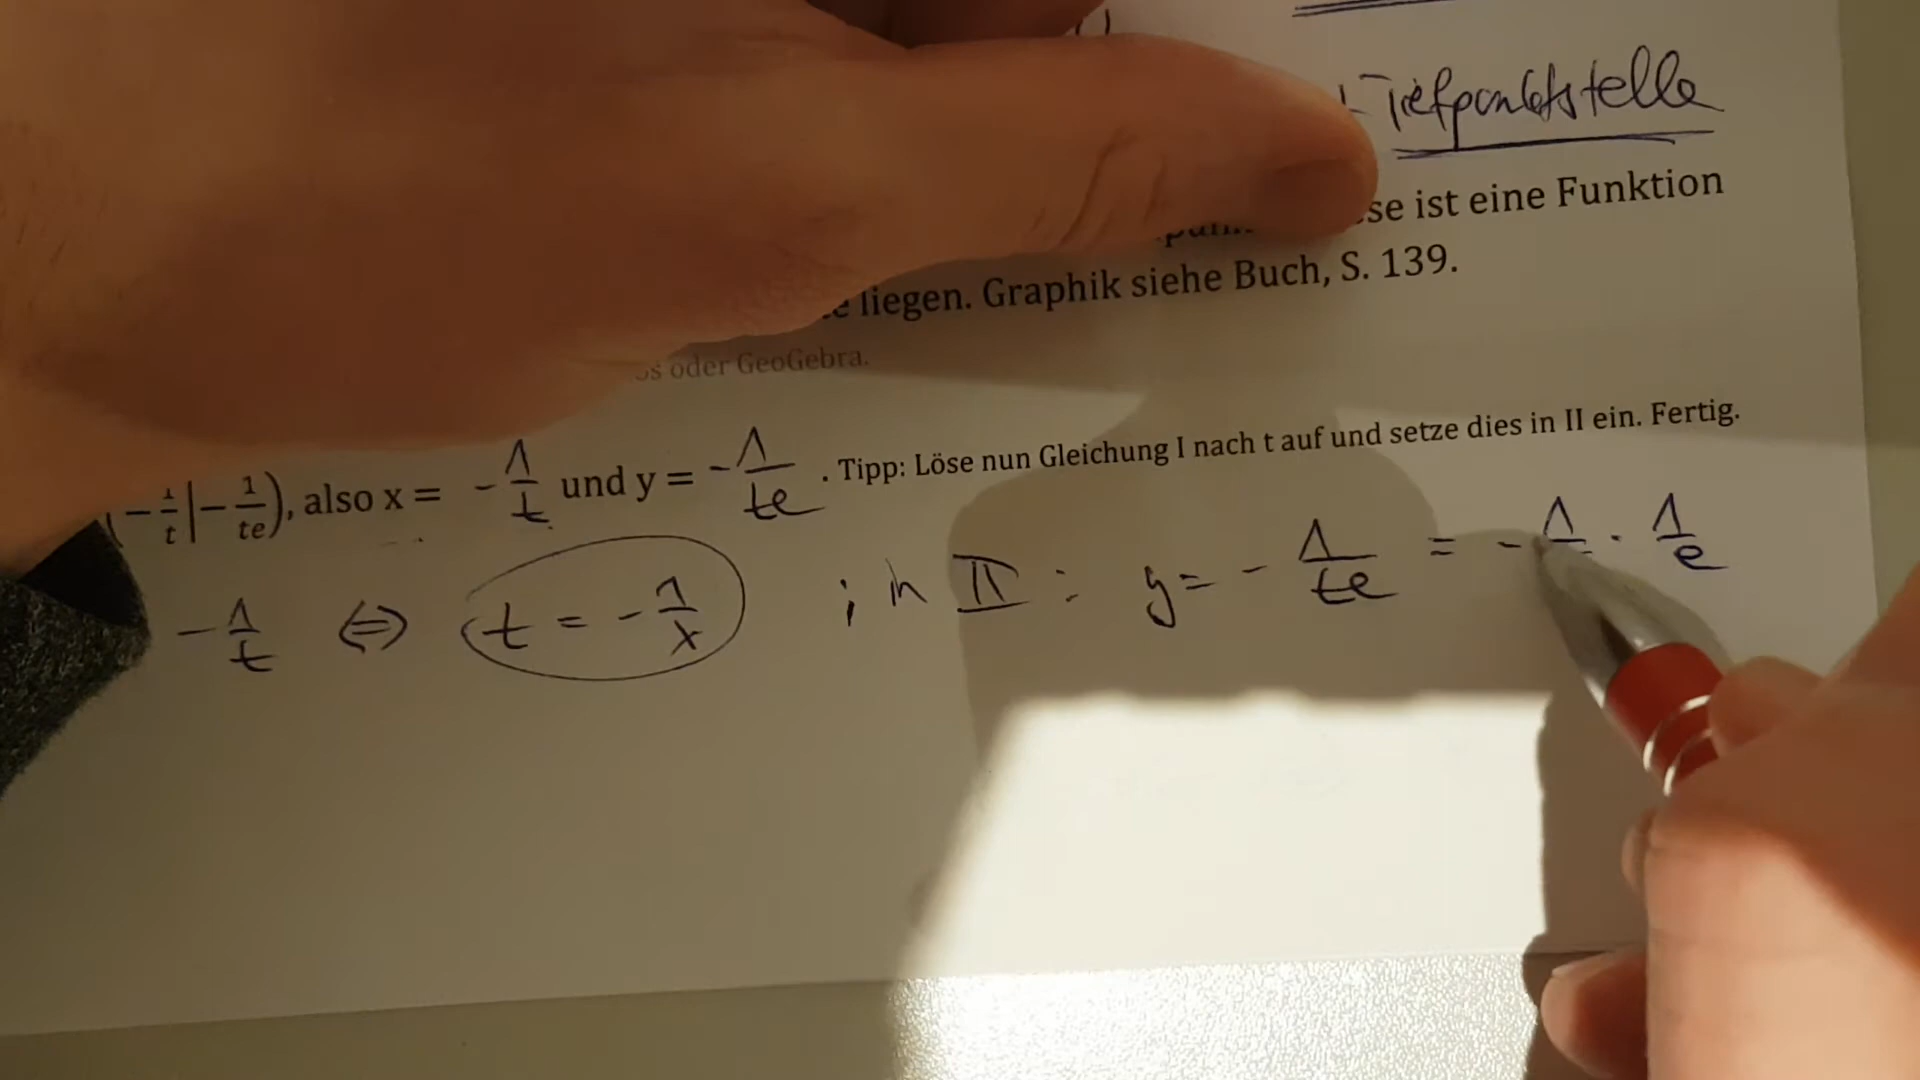 Tiefpunktstelle
se ist eine Funktion
liegen. Graphik siehe Buch, S. 139.
oder GeoGebra.
(-1/t|-1/te), also x = -1/t und y = -1/te. Tipp: Löse nun Gleichung I nach t auf und setze dies in II ein. Fertig.
-1/t ⇔ t = -1/x ; in II : y = -1/te = -1/ · 1/e